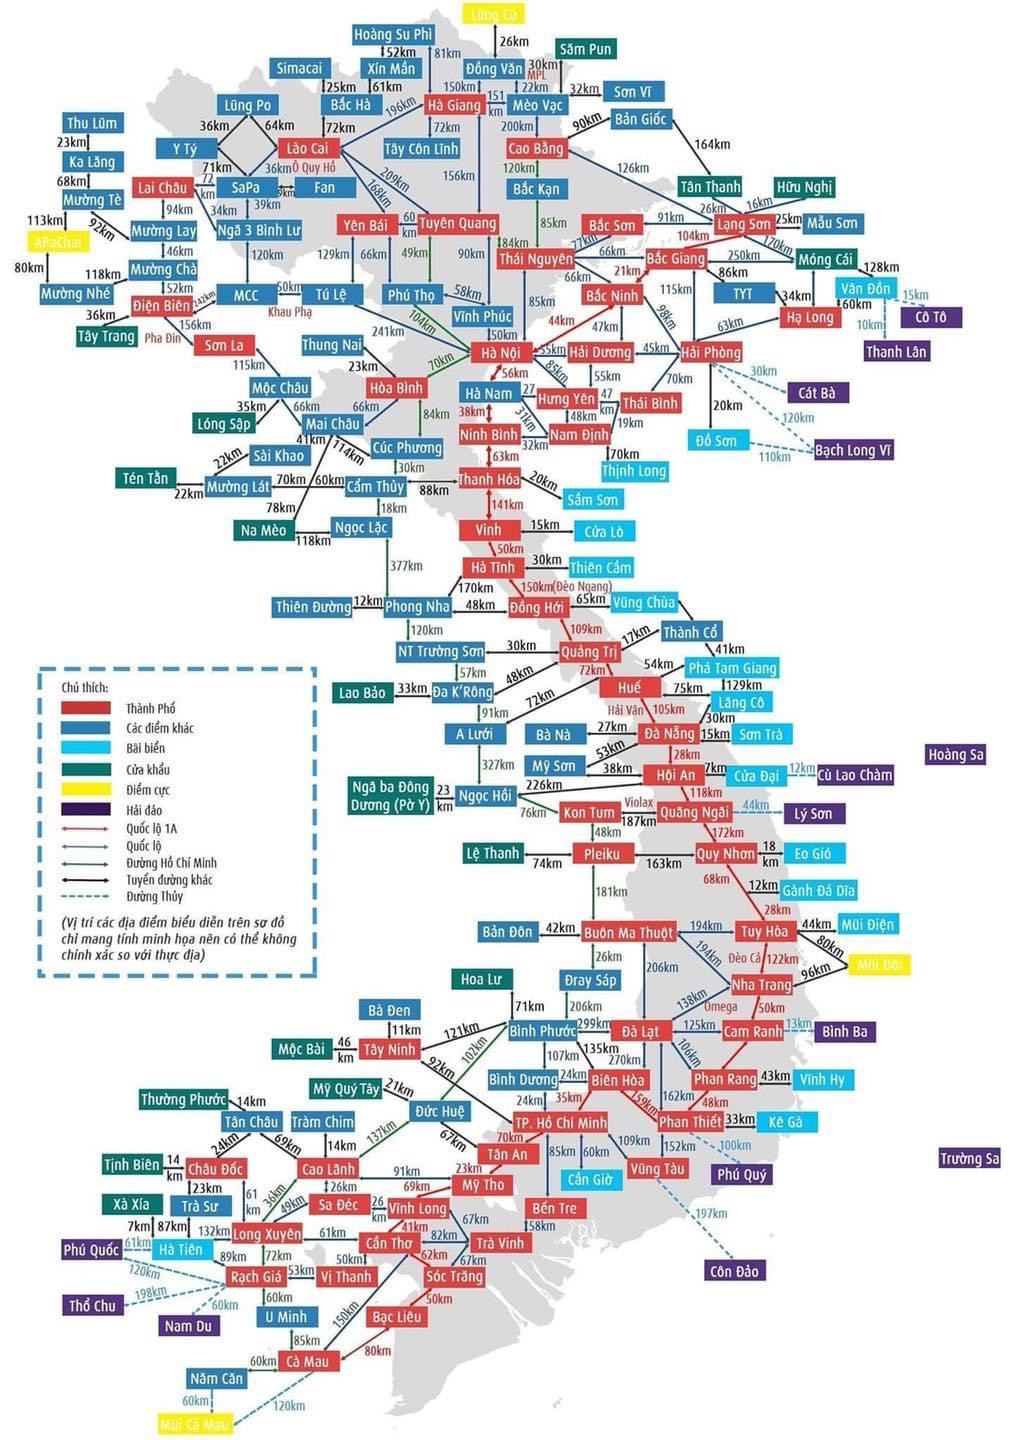 Lũng Cú
26km
Hoàng Su Phì
52km
81km
Săm Pun
Simacai
Xín Mần
Đồng Văn
30km
MPL
25km
61km
150km
22km
32km
Sơn Vĩ
Lũng Po
Bắc Hà
196km
Hà Giang
151
km
Mèo Vạc
Thu Lũm
36km
64km
72km
72km
200km
90km
Bản Giốc
23km
Y Tý
Lào Cai
Tây Côn Lĩnh
Cao Bằng
164km
Ka Lăng
71km
36km
Ô Quy Hồ
209km
156km
120km
126km
68km
Lai Châu
72
km
SaPa
9km
Fan
168km
Bắc Kạn
Tân Thanh
Hữu Nghị
Mường Tè
94km
34km
39km
85km
26km
16km
113km
92km
Yên Bái
60
km
Tuyên Quang
Bắc Sơn
91km
Lạng Sơn
25km
Mẫu Sơn
APaChai
Mường Lay
Ngã 3 Bình Lư
84km
77km
104km
170km
80km
46km
120km
129km
66km
49km
90km
Thái Nguyên
66km
Bắc Giang
250km
Móng Cái
118km
Mường Chà
66km
21km
86km
128km
Mường Nhé
52km
242km
MCC
50km
Tú Lệ
Phú Thọ
58km
85km
Bắc Ninh
115km
TYT
34km
Vân Đồn
15km
36km
Điện Biên
Khau Phạ
104km
Vĩnh Phúc
44km
98km
60km
Cô Tô
Tây Trang
Pha Đin
156km
241km
50km
47km
63km
Hạ Long
10km
Sơn La
Thung Nai
70km
Hà Nội
55km
Hải Dương
45km
Hải Phòng
Thanh Lân
115km
23km
56km
85km
55km
70km
30km
Mộc Châu
Hòa Bình
Hà Nam
27
Hưng Yên
47
km
Thái Bình
20km
Cát Bà
35km
66km
66km
84km
38km
31km
48km
19km
120km
Lóng Sập
Mai Châu
Ninh Bình
32km
Nam Định
Đồ Sơn
Bạch Long Vĩ
41km
114km
Cúc Phương
63km
70km
110km
22km
Sài Khao
30km
Thịnh Long
Tén Tằn
22km
Mường Lát
70km
60km
Cẩm Thủy
88km
Thanh Hóa
20km
Sầm Sơn
78km
18km
141km
Na Mèo
118km
Ngọc Lặc
Vinh
15km
Cửa Lò
377km
50km
Hà Tĩnh
30km
Thiên Cầm
170km
150km(Đèo Ngang)
Thiên Đường
12km
Phong Nha
48km
Đồng Hới
65km
Vũng Chùa
120km
109km
17km
Thành Cổ
NT Trường Sơn
30km
Quảng Trị
41km
57km
48km
72km
54km
Phá Tam Giang
Lao Bảo
33km
Đa K'Rông
72km
Huế
75km
129km
Lăng Cô
91km
Hải Vân
105km
30km
A Lưới
Bà Nà
27km
Đà Nẵng
15km
Sơn Trà
53km
28km
Hoàng Sa
327km
Mỹ Sơn
38km
Hội An
7km
Cửa Đại
12km
Cù Lao Chàm
Ngã ba Đông
Dương (Pờ Y)
23
km
Ngọc Hồi
226km
118km
76km
Kon Tum
Violax
187km
Quãng Ngãi
44km
Lý Sơn
48km
172km
Lệ Thanh
74km
Pleiku
163km
Quy Nhơn
18
km
Eo Gió
181km
68km
12km
Gành Đá Dĩa
28km
Bản Đôn
42km
Buôn Ma Thuột
194km
Tuy Hòa
44km
Mũi Điện
26km
206km
194km
Đèo Cả
122km
80km
Mũi Đôi
Hoa Lư
Đray Sáp
Nha Trang
96km
71km
206km
138km
Omega
50km
Bà Đen
11km
121km
Bình Phước
299km
Đà Lạt
125km
Cam Ranh
13km
Bình Ba
Mộc Bài
46
km
Tây Ninh
92km
102km
107km
135km
270km
106km
Mỹ Quý Tây
21km
Bình Dương
24km
Biên Hòa
162km
Phan Rang
43km
Vĩnh Hy
Thường Phước
14km
24km
35km
159km
48km
Tân Châu
Tràm Chim
Đức Huệ
TP. Hồ Chí Minh
Phan Thiết
33km
Kê Gà
24km
69km
14km
137km
67km
70km
109km
152km
100km
Trường Sa
Tịnh Biên
14
km
Châu Đốc
Cao Lãnh
91km
Tân An
85km
60km
Vũng Tàu
Phú Quý
23km
23km
61
km
36km
26km
69km
Mỹ Tho
Cần Giờ
197km
Xà Xía
Trà Sư
49km
Sa Đéc
26
km
Vĩnh Long
Bến Tre
7km
87km
132km
Long Xuyên
61km
41km
67km
58km
Phú Quốc
61km
Hà Tiên
Cần Thơ
82km
Trà Vinh
120km
89km
72km
50km
62km
67km
Côn Đảo
198km
Rạch Giá
53km
Vị Thanh
Sóc Trăng
Thổ Chu
60km
60km
50km
Nam Du
U Minh
150km
Bạc Liêu
85km
80km
60km
Cà Mau
Năm Căn
60km
120km
Mũi Cà Mau
Chú thích:
Thành Phố
Các điểm khác
Bãi biển
Cửa khẩu
Điểm cực
Hải đảo
Quốc lộ 1A
Quốc lộ
Đường Hồ Chí Minh
Tuyến đường khác
Đường Thủy
(Vị trí các địa điểm biểu diễn trên sơ đồ
chỉ mang tính minh họa nên có thể không
chính xác so với thực địa)